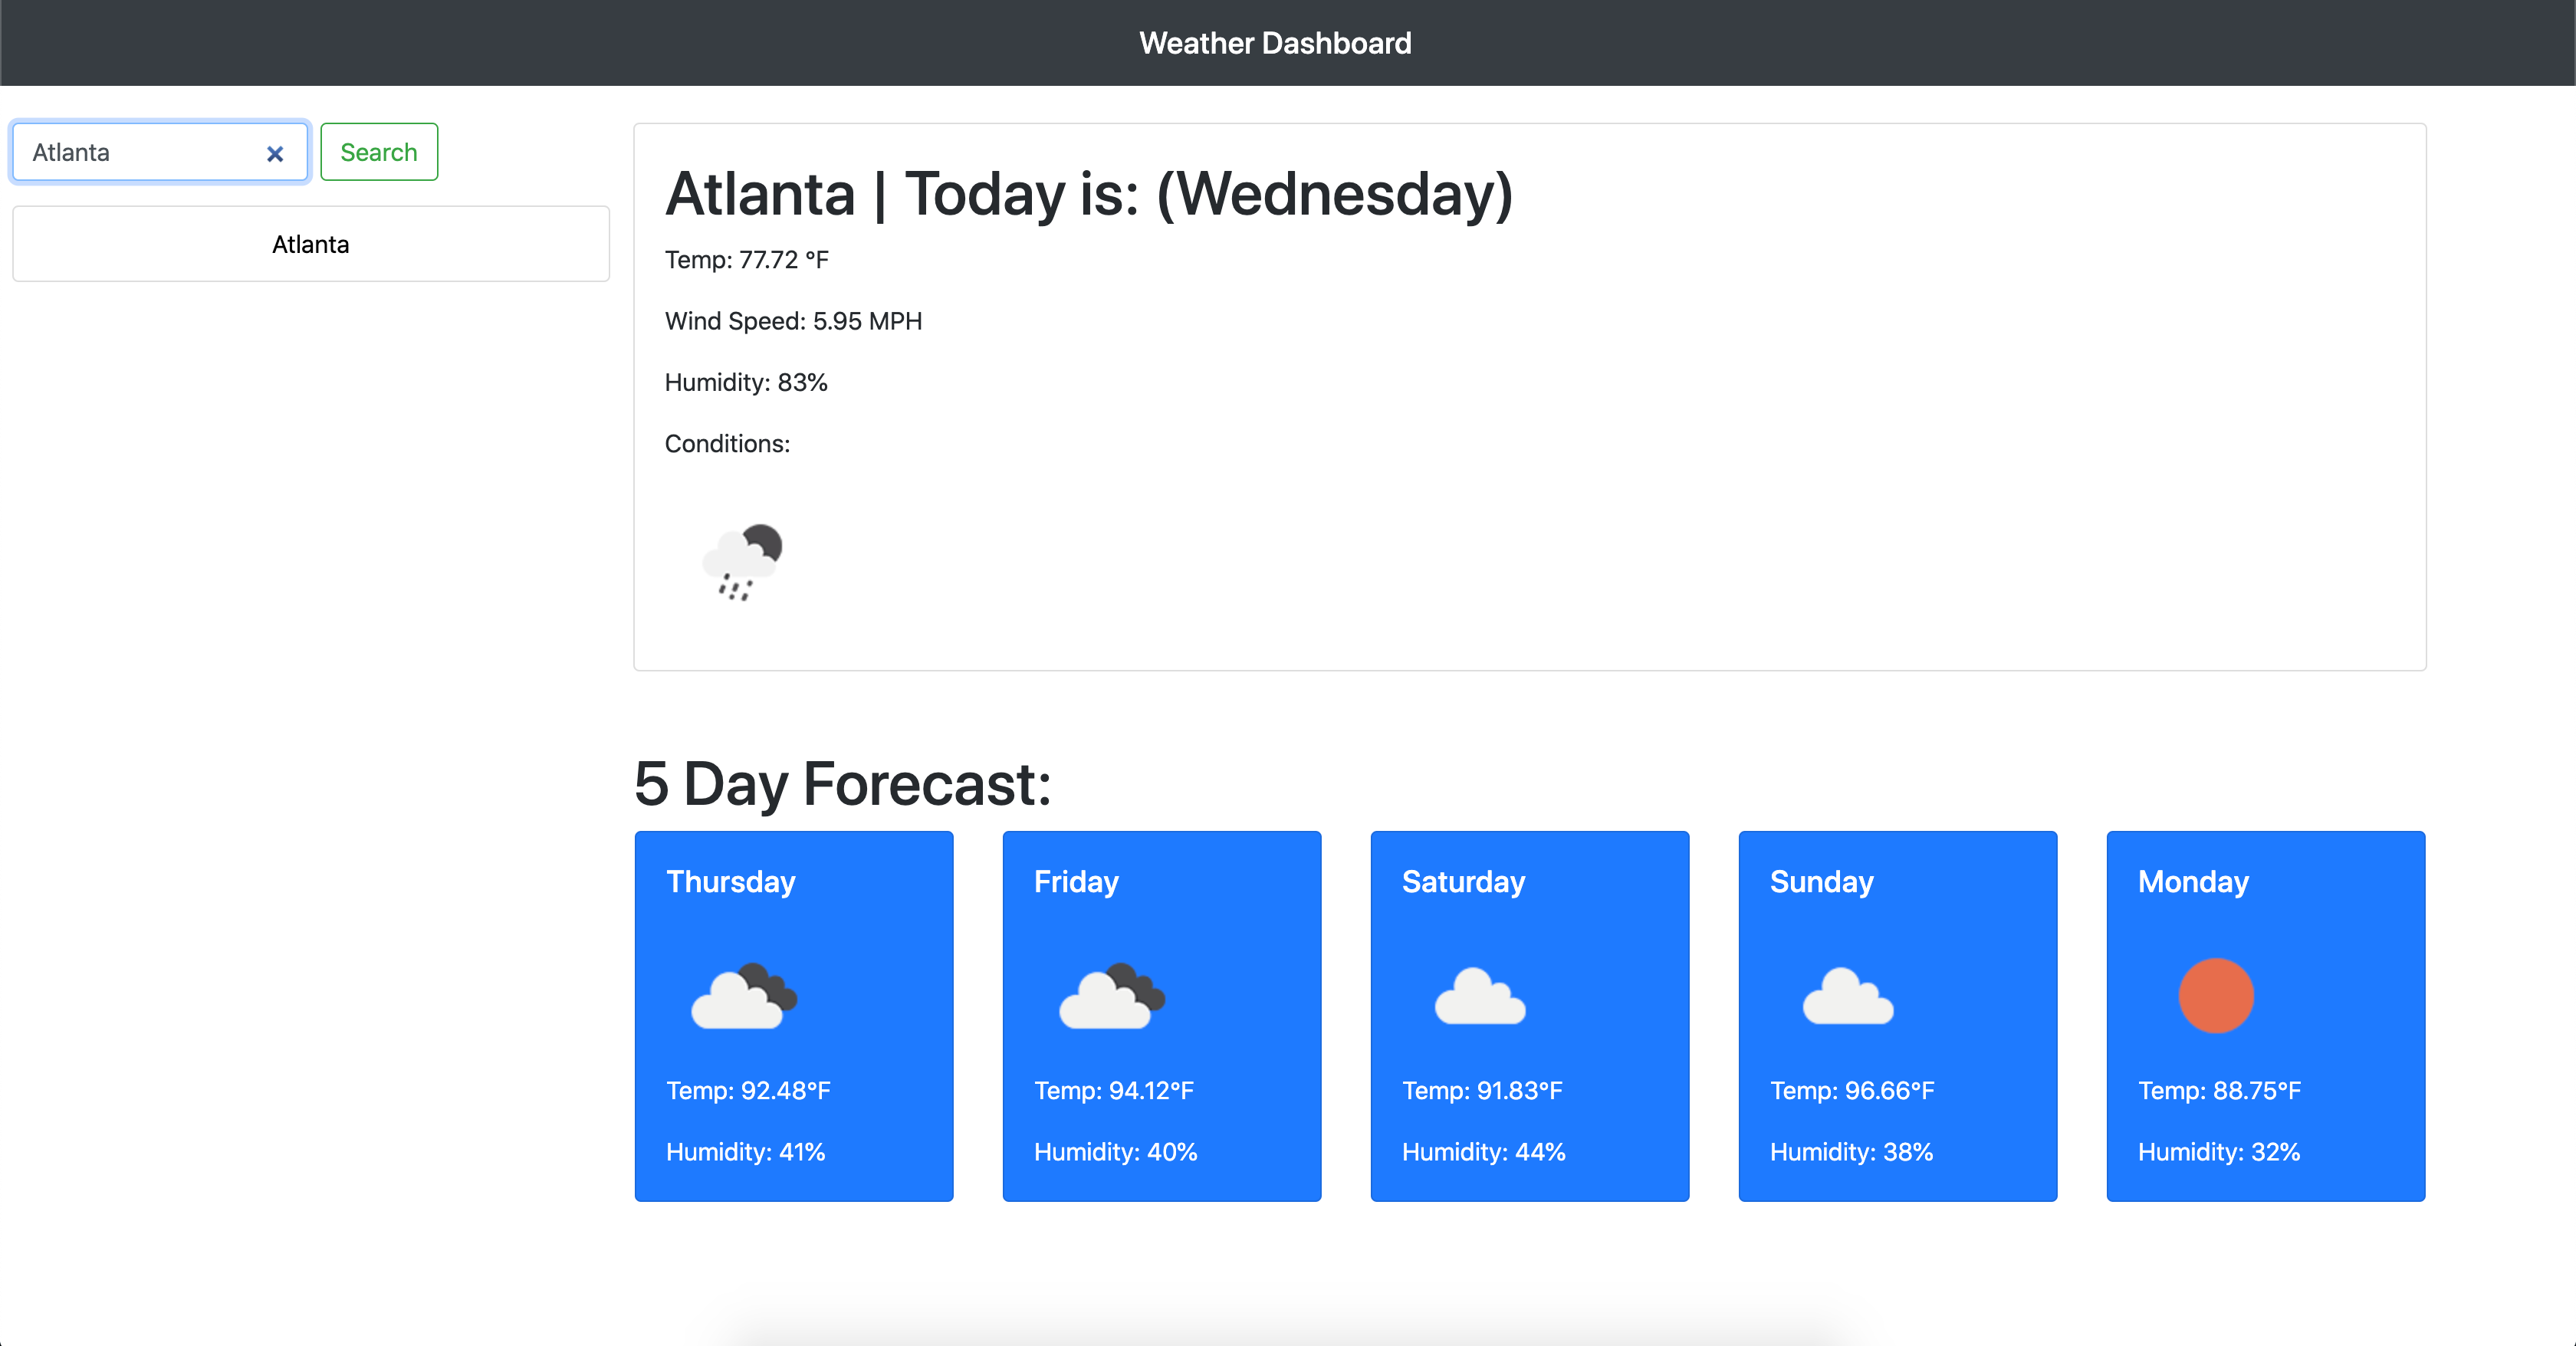 Weather Dashboard
Atlanta
Search
Atlanta
Atlanta | Today is: (Wednesday)
Temp: 77.72 °F
Wind Speed: 5.95 MPH
Humidity: 83%
Conditions:
5 Day Forecast:
Thursday
Temp: 92.48°F
Humidity: 41%
Friday
Temp: 94.12°F
Humidity: 40%
Saturday
Temp: 91.83°F
Humidity: 44%
Sunday
Temp: 96.66°F
Humidity: 38%
Monday
Temp: 88.75°F
Humidity: 32%